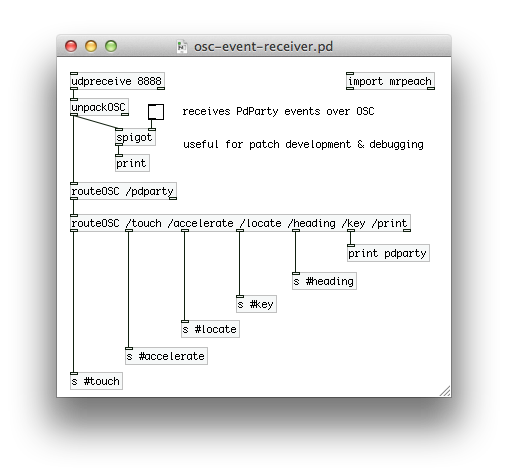 osc-event-receiver.pd
udpreceive 8888
import mrpeach
unpackOSC
receives PdParty events over OSC
spigot
useful for patch development & debugging
print
routeOSC /pdparty
routeOSC /touch /accelerate /locate /heading /key /print
print pdparty
s #heading
s #key
s #locate
s #accelerate
s #touch